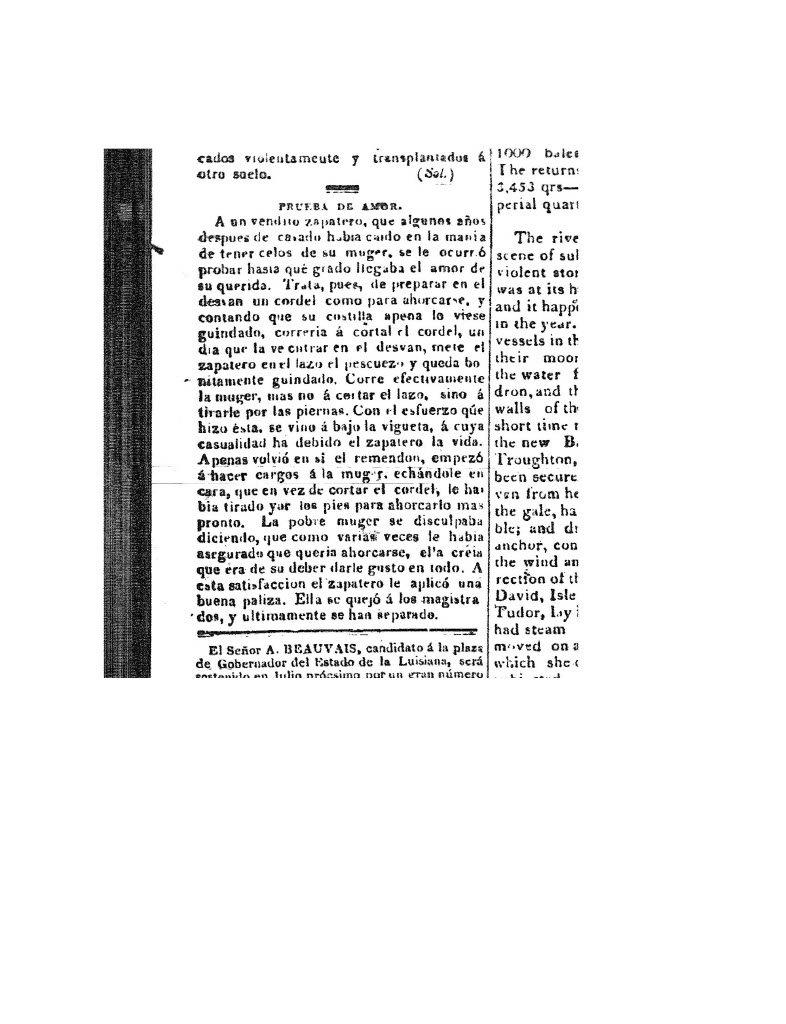 cados violentamente y transplantados á
otro suelo. (Sol.)
PRUEBA DE AMOR.
A un vendito zapatero, que algunos años
despues de casado habia caido en la mania
de tener celos de su muger, se le ocurrió
probar hasta qué grado llegaba el amor de
su querida. Trata, pues, de preparar en el
desvan un cordel como para ahorcarse, y
contando que su costilla apena lo viese
guindado, correria á cortal el cordel, un
dia que la ve entrar en el desvan, mete el
zapatero en el lazo el pescuezo y queda bo
nitamente guindado. Corre efectivamente
la muger, mas no á cortar el lazo, sino á
tirarle por las piernas. Con el esfuerzo qúe
hizo ésta, se vino á bajo la vigueta, á cuya
casualidad ha debido el zapatero la vida.
Apenas volvió en si el remendon, empezó
á hacer cargos á la muger, echándole en
cara, que en vez de cortar el cordel, le ha
bia tirado por los pies para ahorcarlo mas
pronto. La pobre muger se disculpaba
diciendo, que como varias veces le habia
asegurado que queria ahorcarse, ella creia
que era de su deber darle gusto en todo. A
esta satisfaccion el zapatero le aplicó una
buena paliza. Ella se quejó á los magistra
dos, y ultimamente se han separado.
El Señor A. BEAUVAIS, candidato á la plaza
de Gobernador del Estado de la Luisiana, será
sostenido en Julio prócsimo por un gran número
1000 bales
The return
3,453 qrs—
perial quart
The rive
scene of sul
violent stor
was at its h
and it happ
in the year.
vessels in th
their moor
the water f
dron, and th
walls of th
short time
the new B
Troughton,
been secure
ven from he
the gale, ha
ble; and dr
anchor, con
the wind an
rection of th
David, Isle
Tudor, lay
had steam
moved on a
which she